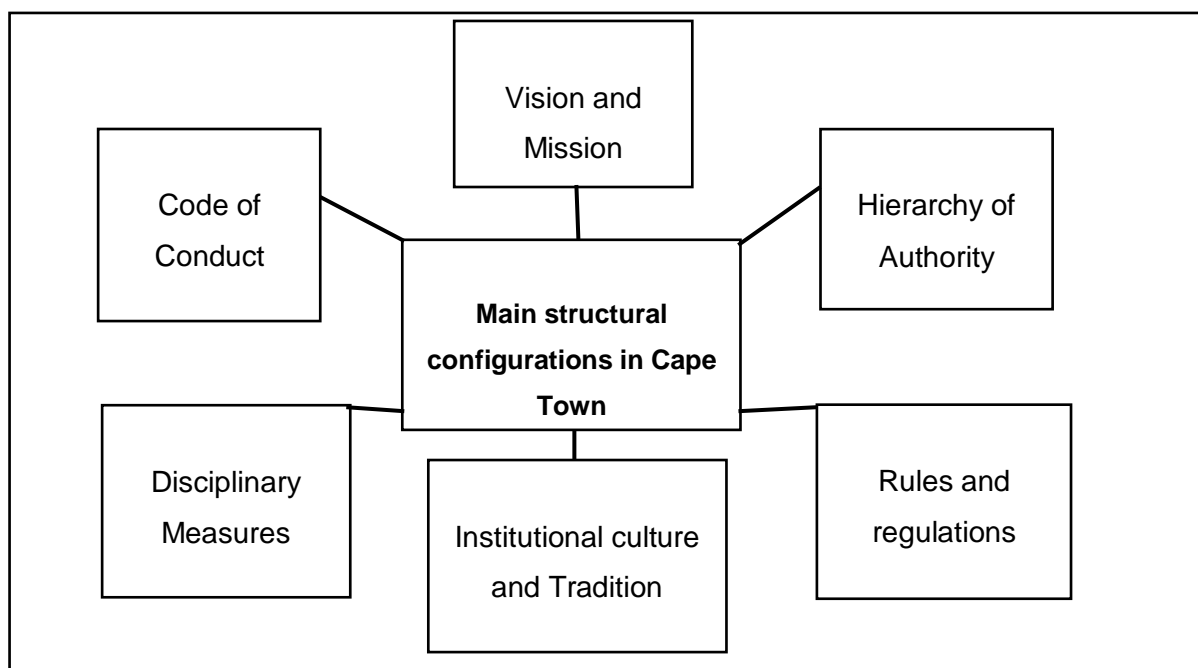 Vision and
Mission
Code of
Conduct
Hierarchy of
Authority
Main structural
configurations in Cape
Town
Disciplinary
Measures
Institutional culture
and Tradition
Rules and
regulations